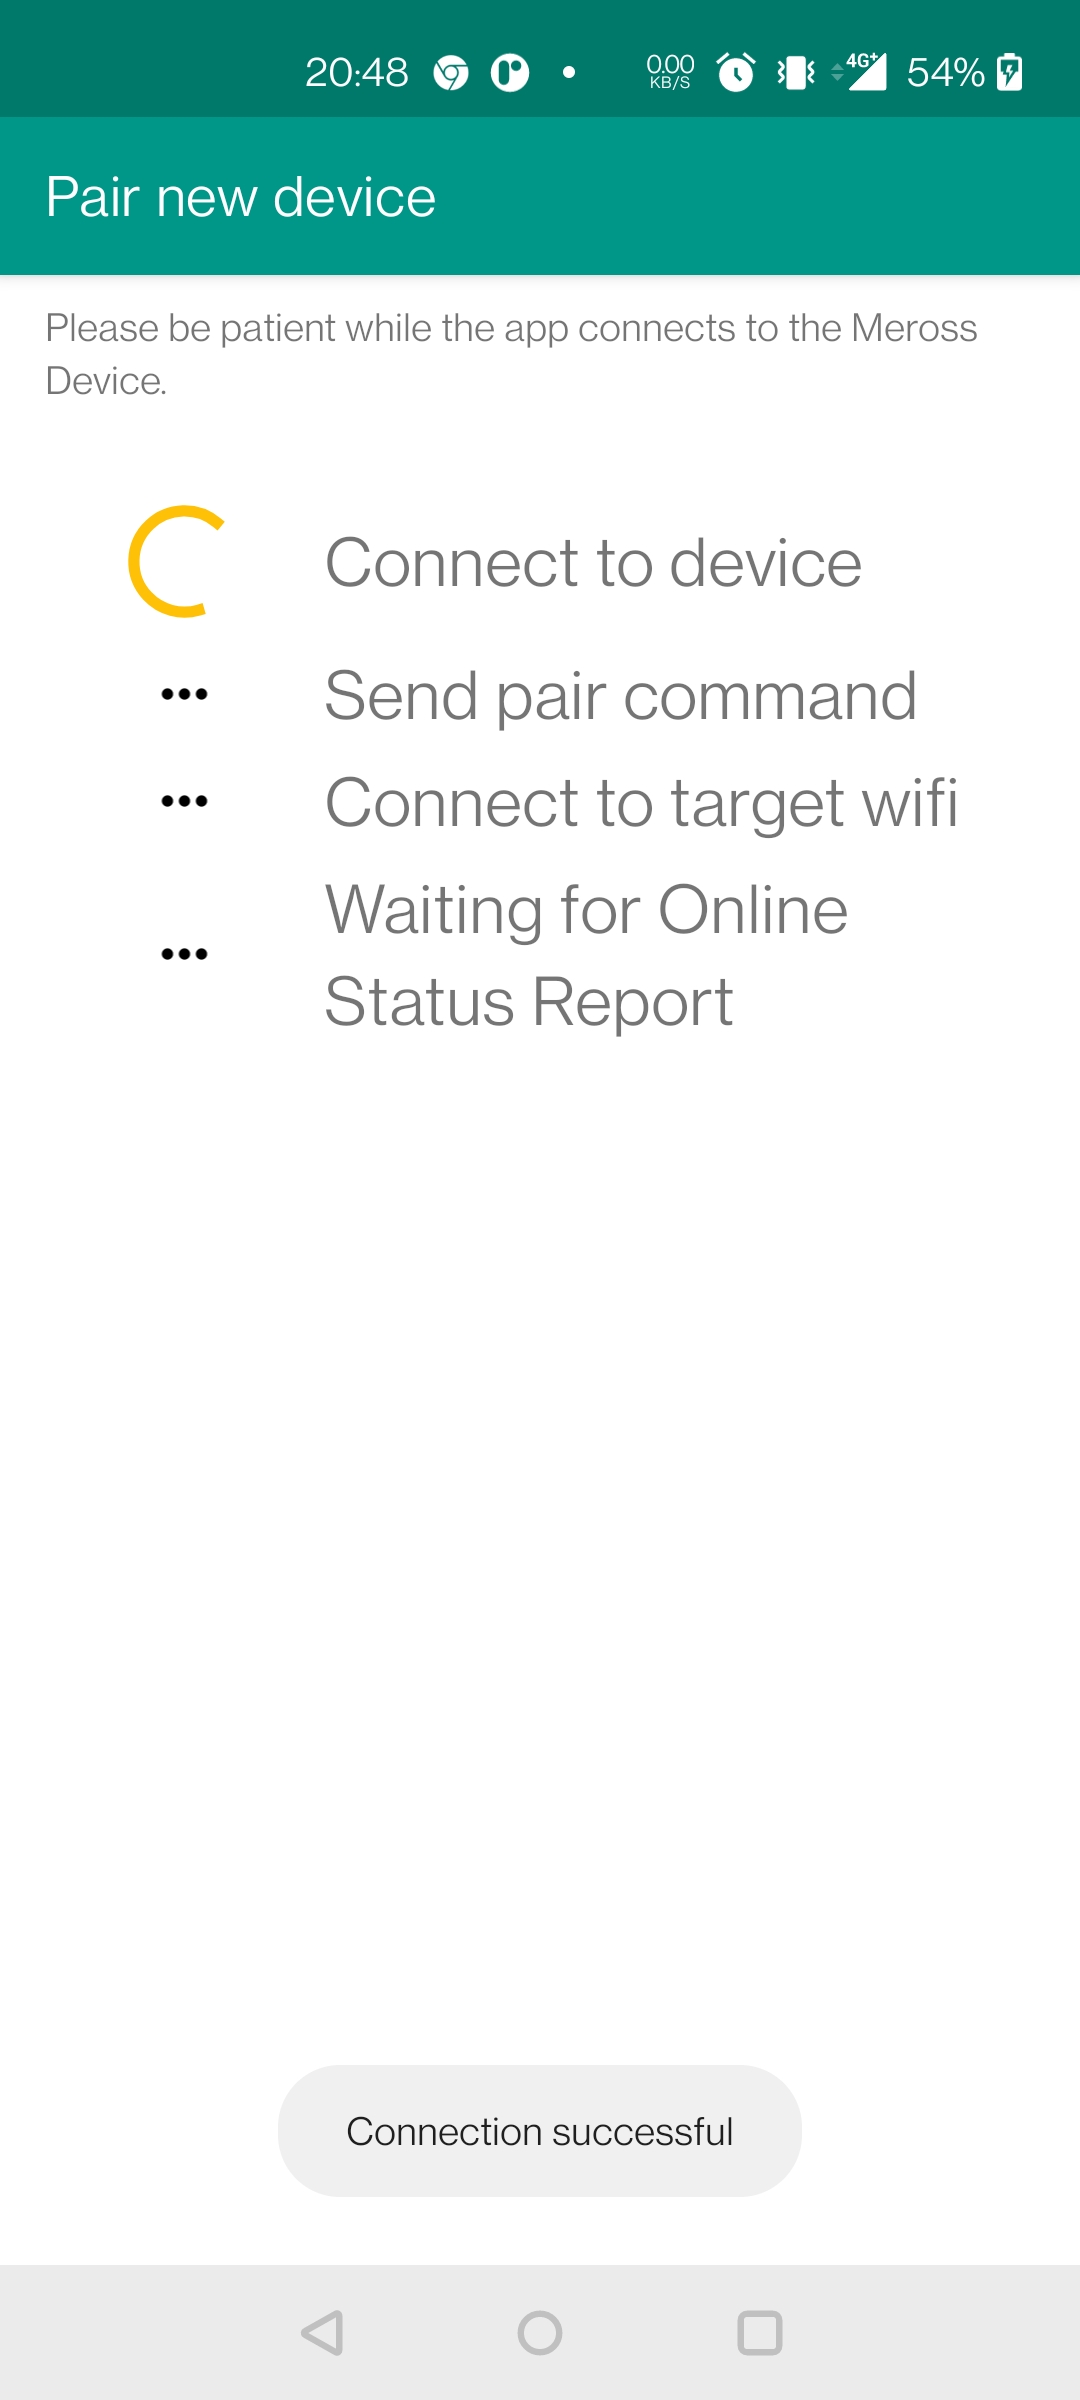 20:48 0.00 KB/S 4G+ 54%
Pair new device
Please be patient while the app connects to the Meross
Device.
Connect to device
Send pair command
Connect to target wifi
Waiting for Online
Status Report
Connection successful